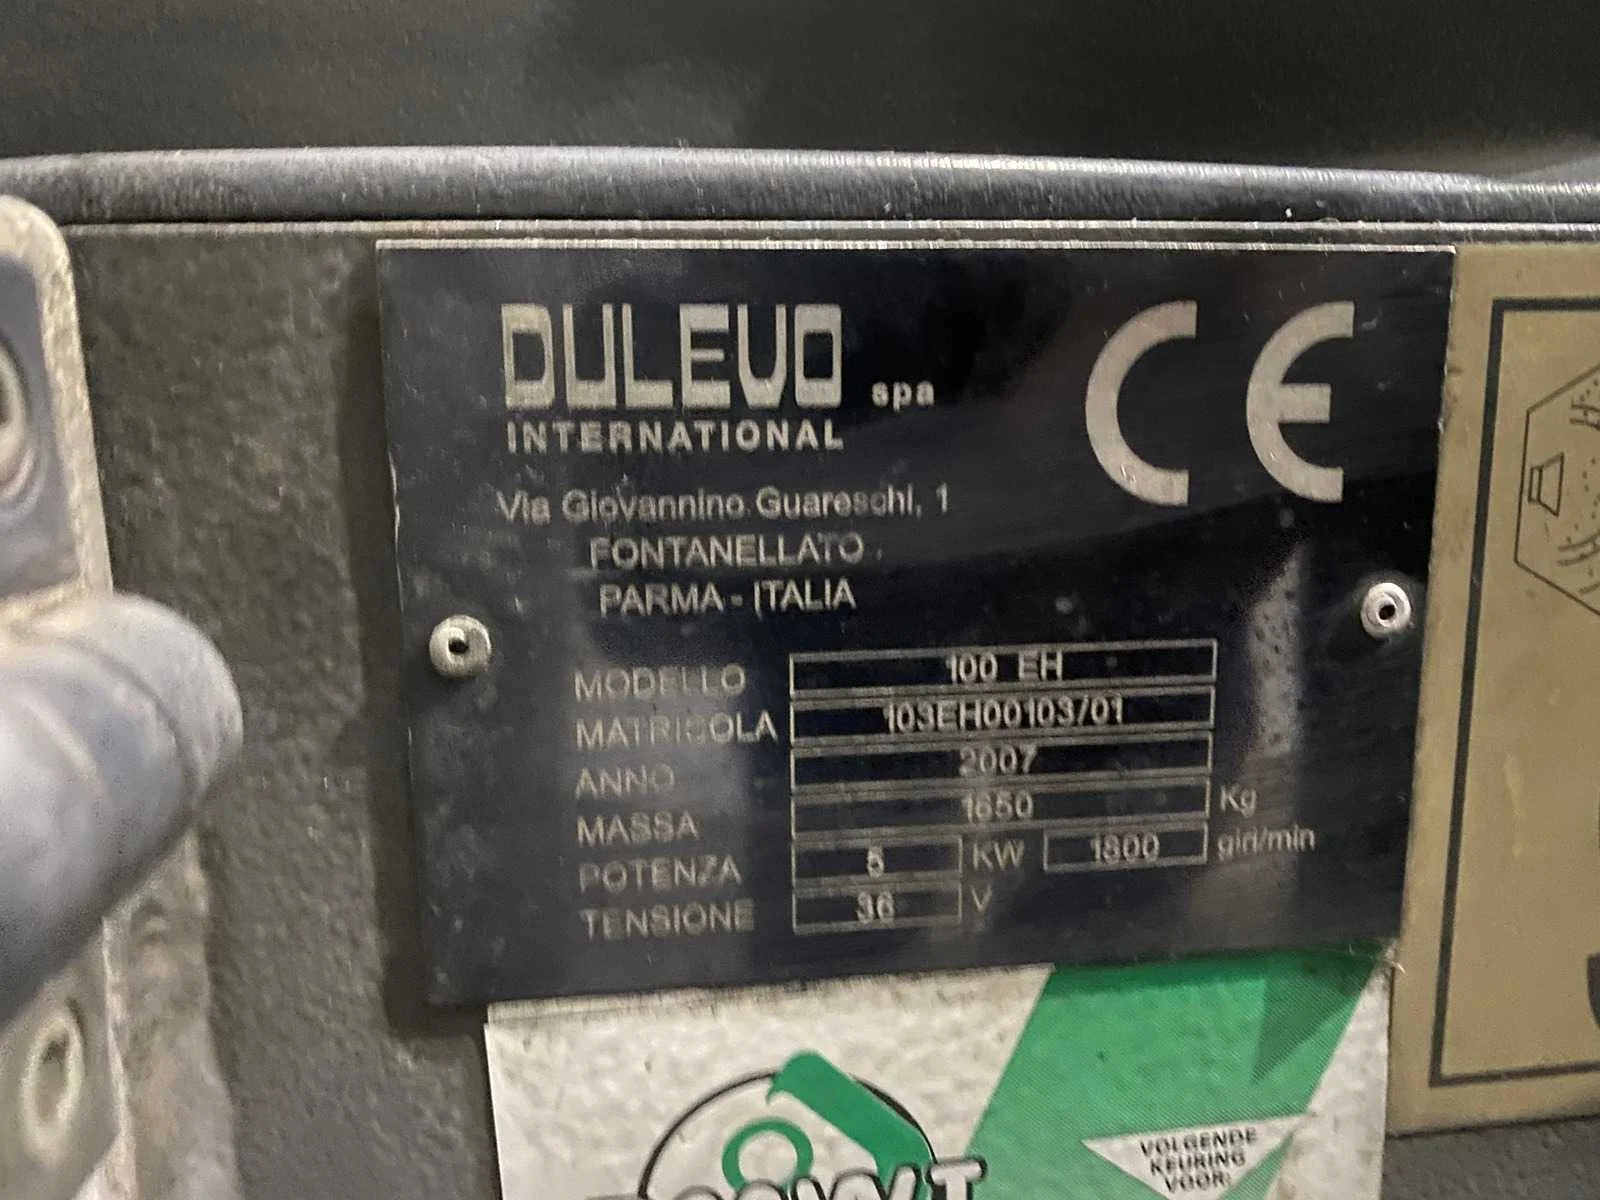 DULEVO spa
INTERNATIONAL
CE
Via Giovannino Guareschi, 1
FONTANELLATO
PARMA - ITALIA
MODELLO 100 EH
MATRICOLA 103EH00103/01
ANNO 2007
MASSA 1650 Kg
POTENZA 5 KW 1800 giri/min
TENSIONE 36 V
VOLGENDE
KEURING
VOOR: